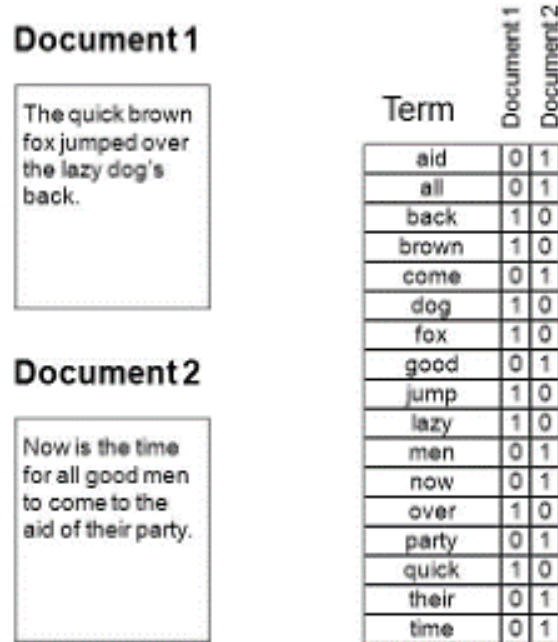 Document 1
The quick brown
fox jumped over
the lazy dog's
back.
Document 2
Now is the time
for all good men
to come to the
aid of their party.
Term Document 1 Document 2
aid 0 1
all 0 1
back 1 0
brown 1 0
come 0 1
dog 1 0
fox 1 0
good 0 1
jump 1 0
lazy 1 0
men 0 1
now 0 1
over 1 0
party 0 1
quick 1 0
their 0 1
time 0 1